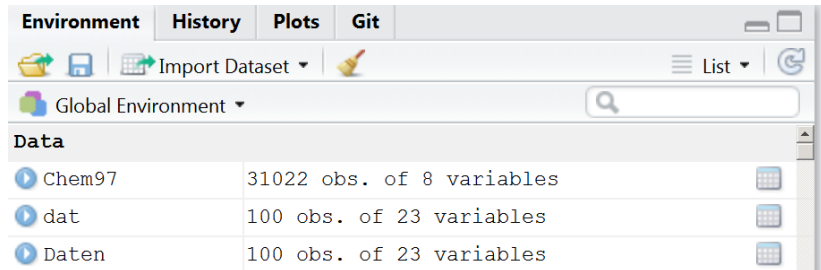 Environment History Plots Git
Import Dataset List
Global Environment
Data
Chem97 31022 obs. of 8 variables
dat 100 obs. of 23 variables
Daten 100 obs. of 23 variables